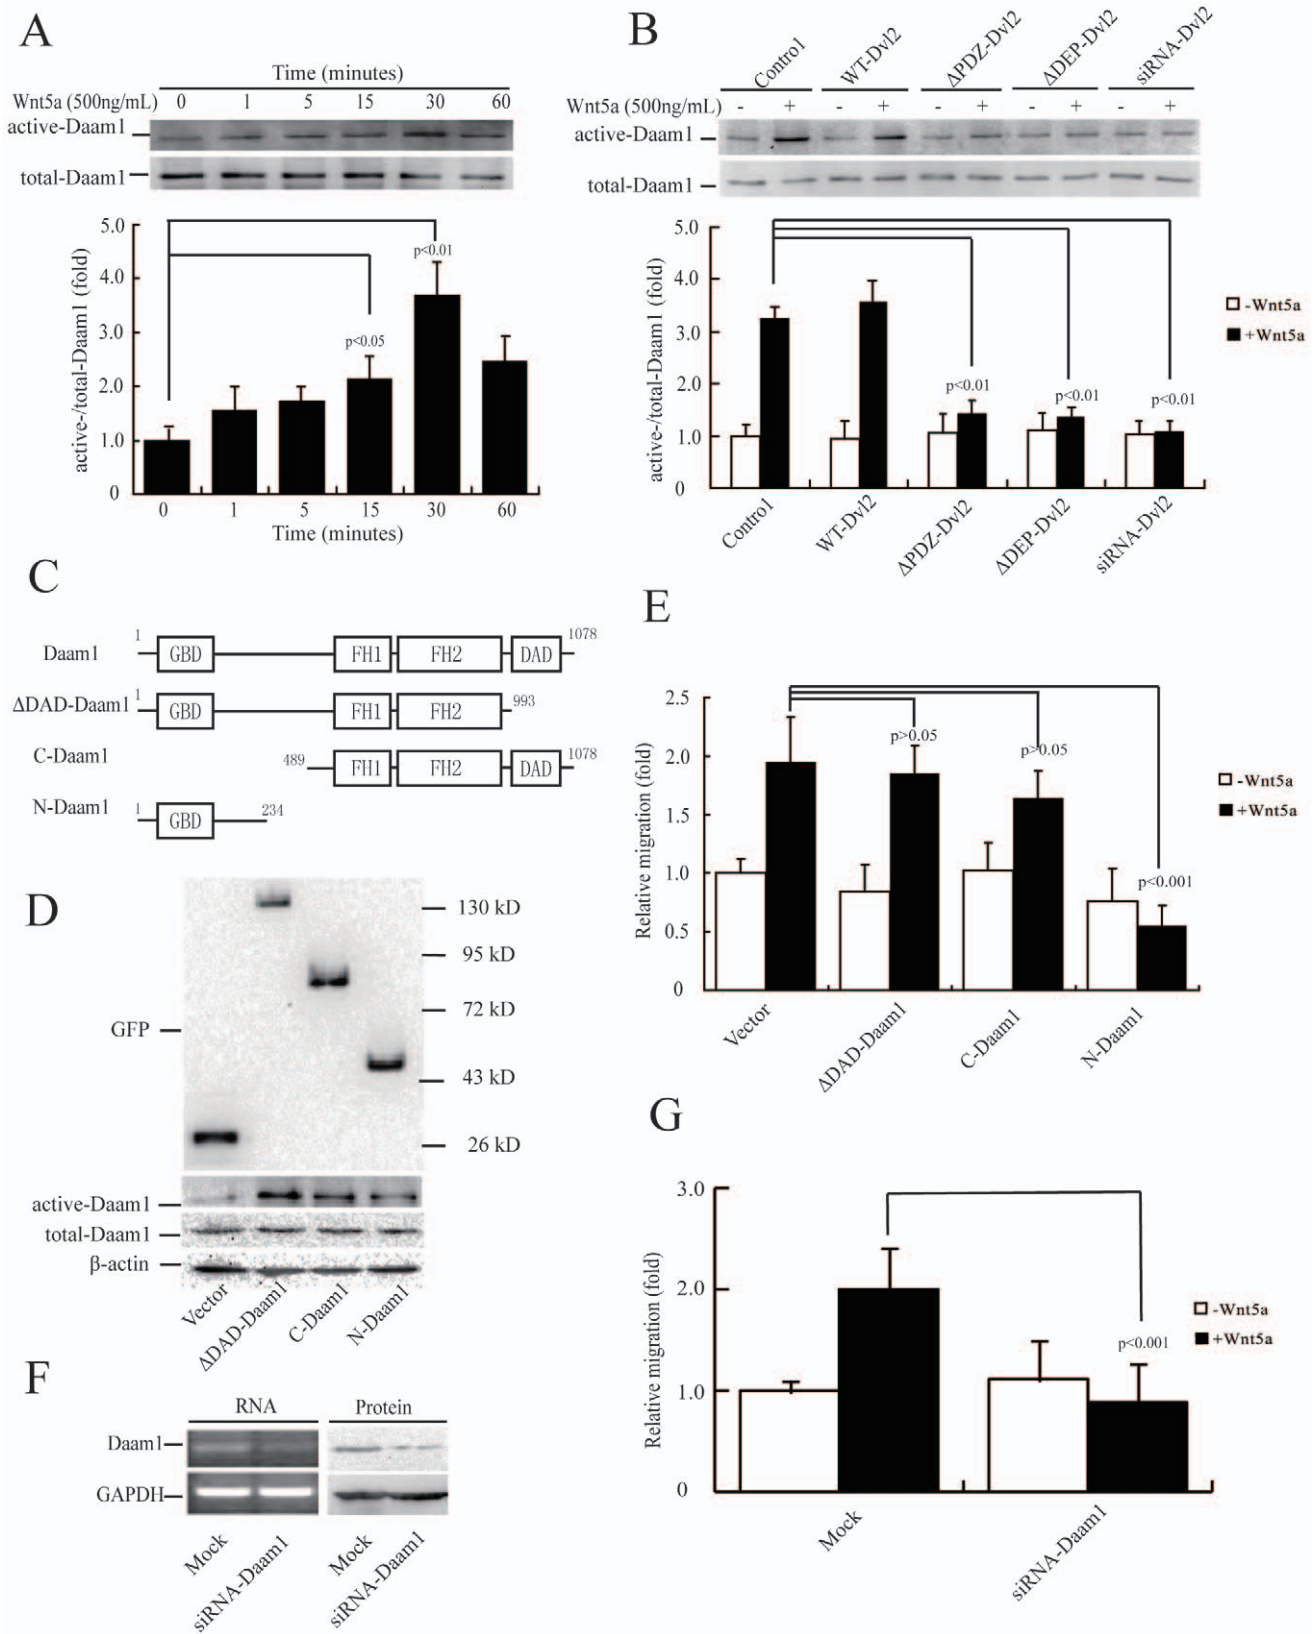 A
Time (minutes)
Wnt5a (500ng/mL) 0 1 5 15 30 60
active-Daam1
total-Daam1
5.0
4.0
3.0
2.0
1.0
0
active-/total-Daam1 (fold)
p<0.05
p<0.01
0 1 5 15 30 60
Time (minutes)
B
Control WT-Dvl2 ΔPDZ-Dvl2 ΔDEP-Dvl2 siRNA-Dvl2
Wnt5a (500ng/mL) - + - + - + - + - +
active-Daam1
total-Daam1
5.0
4.0
3.0
2.0
1.0
0
active-/total-Daam1 (fold)
p<0.01
p<0.01
p<0.01
-Wnt5a
+Wnt5a
Control WT-Dvl2 ΔPDZ-Dvl2 ΔDEP-Dvl2 siRNA-Dvl2
C
Daam1 1 GBD FH1 FH2 DAD 1078
ΔDAD-Daam1 1 GBD FH1 FH2 993
C-Daam1 489 FH1 FH2 DAD 1078
N-Daam1 1 GBD 234
D
130 kD
95 kD
72 kD
GFP
43 kD
26 kD
active-Daam1
total-Daam1
β-actin
Vector ΔDAD-Daam1 C-Daam1 N-Daam1
E
2.5
2.0
1.5
1.0
0.5
0
Relative migration (fold)
p>0.05
p>0.05
p<0.001
-Wnt5a
+Wnt5a
Vector ΔDAD-Daam1 C-Daam1 N-Daam1
F
RNA Protein
Daam1
GAPDH
Mock siRNA-Daam1 Mock siRNA-Daam1
G
3.0
2.0
1.0
0
Relative migration (fold)
p<0.001
-Wnt5a
+Wnt5a
Mock siRNA-Daam1